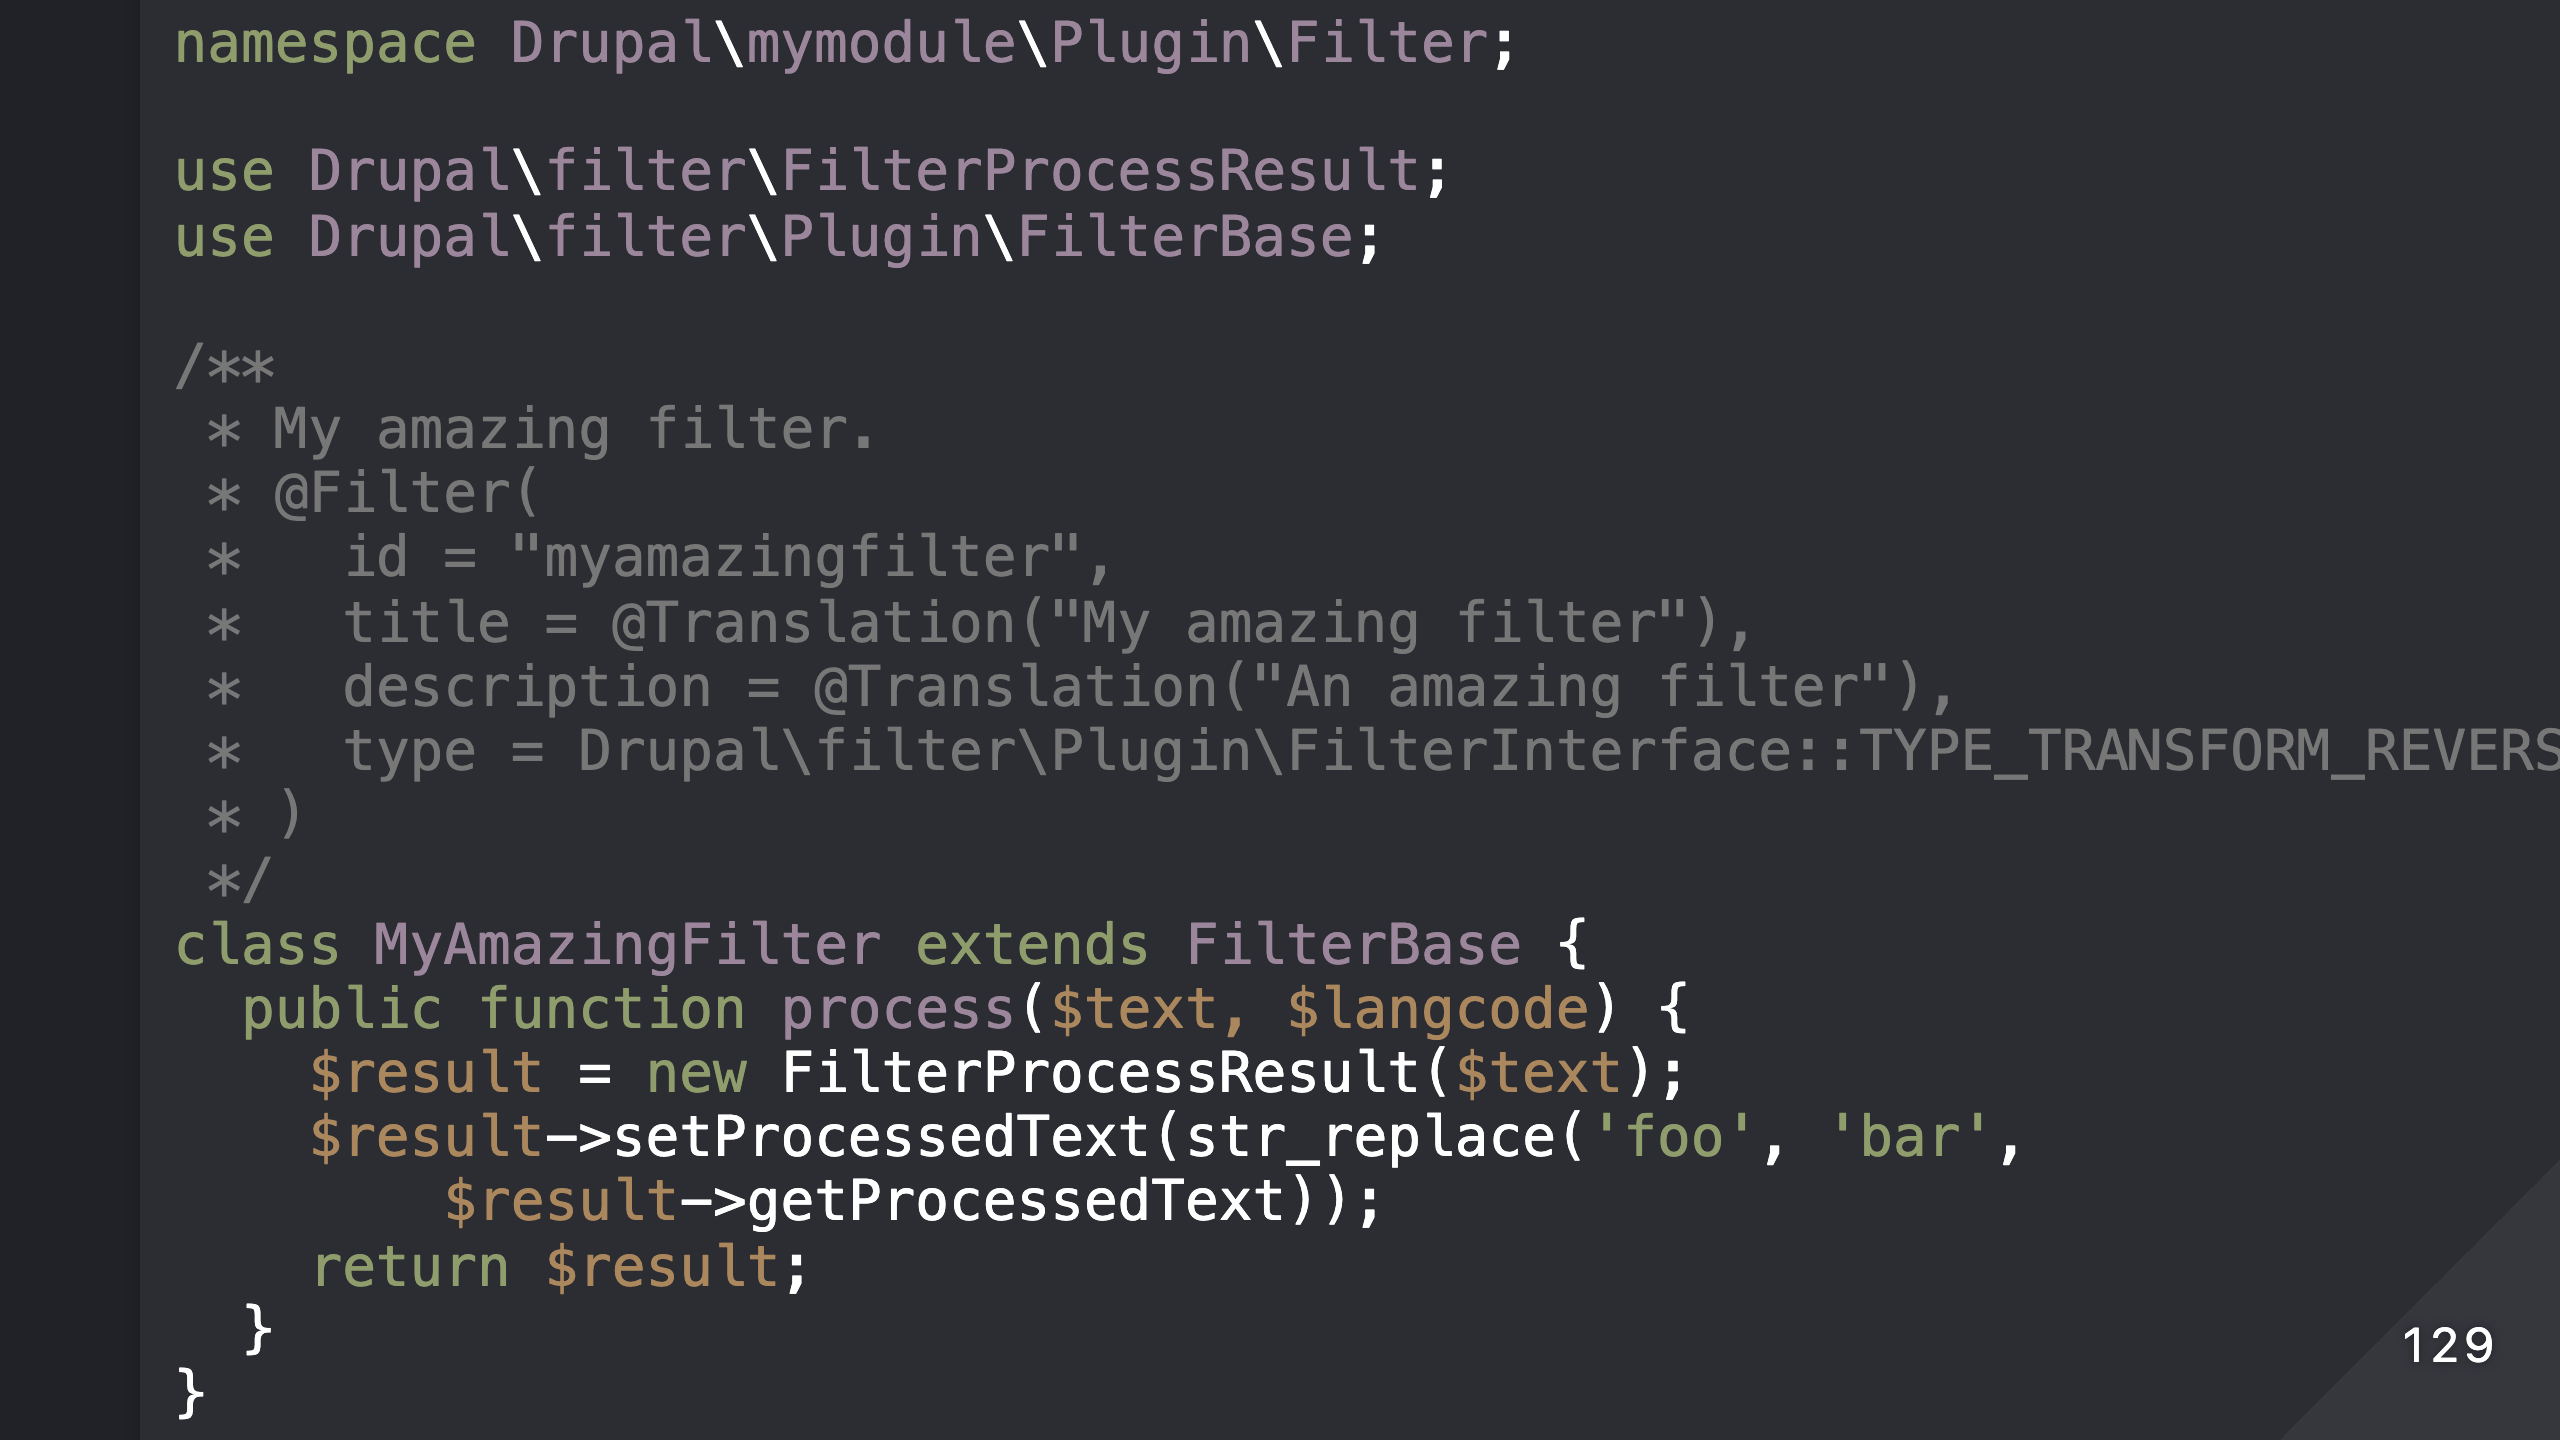 namespace Drupal\mymodule\Plugin\Filter;
use Drupal\filter\FilterProcessResult;
use Drupal\filter\Plugin\FilterBase;
/**
 * My amazing filter.
 * @Filter(
 *   id = "myamazingfilter",
 *   title = @Translation("My amazing filter"),
 *   description = @Translation("An amazing filter"),
 *   type = Drupal\filter\Plugin\FilterInterface::TYPE_TRANSFORM_REVERS
 * )
 */
class MyAmazingFilter extends FilterBase {
  public function process($text, $langcode) {
    $result = new FilterProcessResult($text);
    $result->setProcessedText(str_replace('foo', 'bar',
        $result->getProcessedText));
    return $result;
  }
}
129